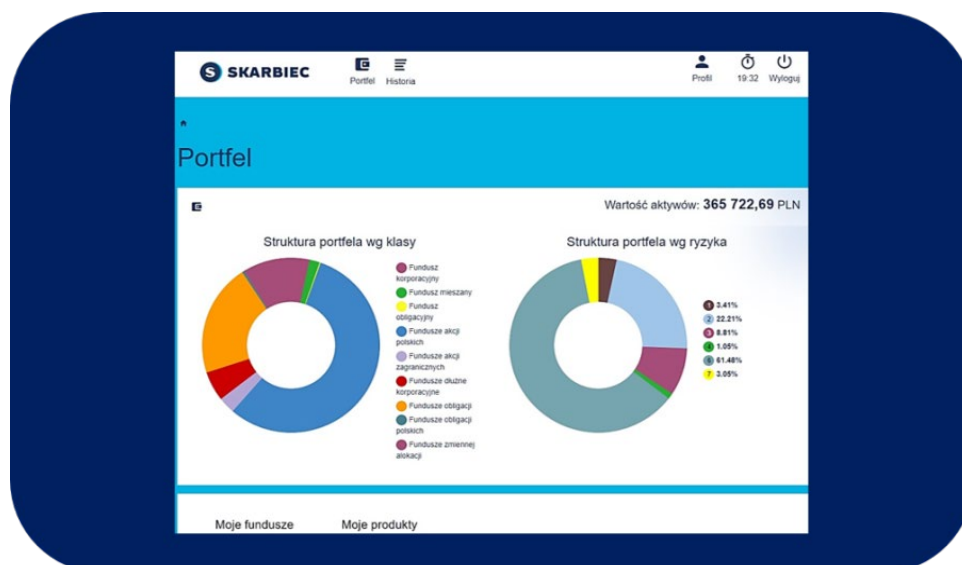 S SKARBIEC
Portfel
Historia
Profil
19:32
Wyloguj
Portfel
Wartość aktywów: 365 722,69 PLN
Struktura portfela wg klasy
Fundusz
korporacyjny
Fundusz mieszany
Fundusz
obligacyjny
Fundusze akcji
polskich
Fundusze akcji
zagranicznych
Fundusze dłużne
korporacyjne
Fundusze obligacji
Fundusze obligacji
polskich
Fundusze zmiennej
alokacji
Struktura portfela wg ryzyka
1 3.41%
2 22.21%
3 8.81%
4 1.05%
6 61.48%
7 3.05%
Moje fundusze
Moje produkty